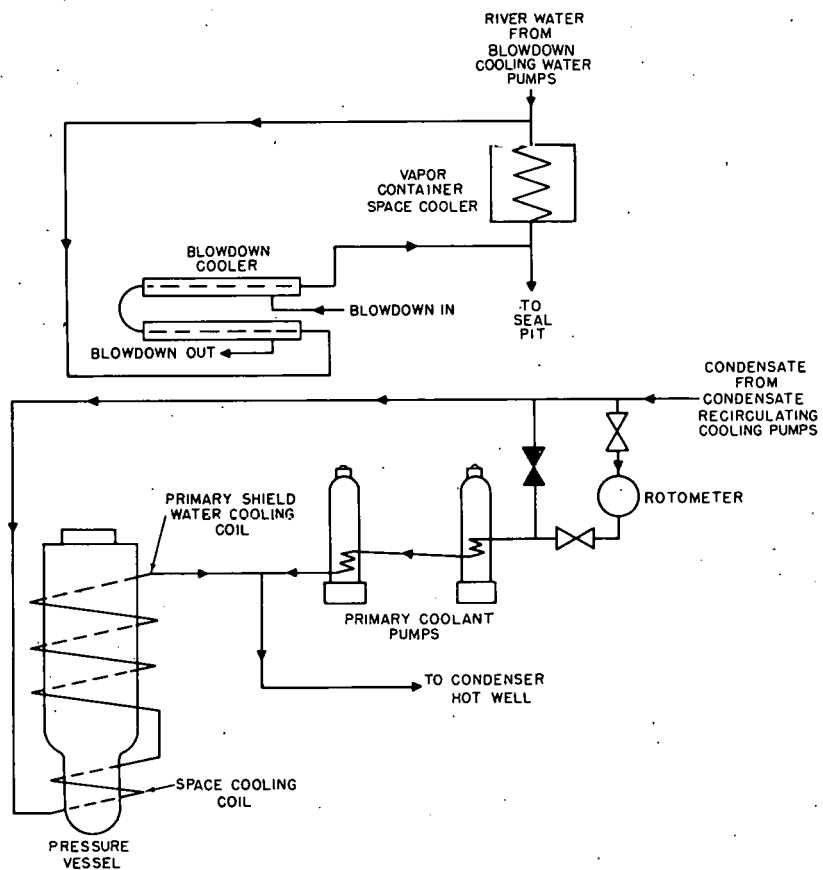 RIVER WATER
FROM
BLOWDOWN
COOLING WATER
PUMPS
VAPOR
CONTAINER
SPACE COOLER
BLOWDOWN
COOLER
BLOWDOWN IN
BLOWDOWN OUT
TO
SEAL
PIT
CONDENSATE
FROM
CONDENSATE
RECIRCULATING
COOLING PUMPS
PRIMARY SHIELD
WATER COOLING
COIL
ROTOMETER
PRIMARY COOLANT
PUMPS
TO CONDENSER
HOT WELL
SPACE COOLING
COIL
PRESSURE
VESSEL